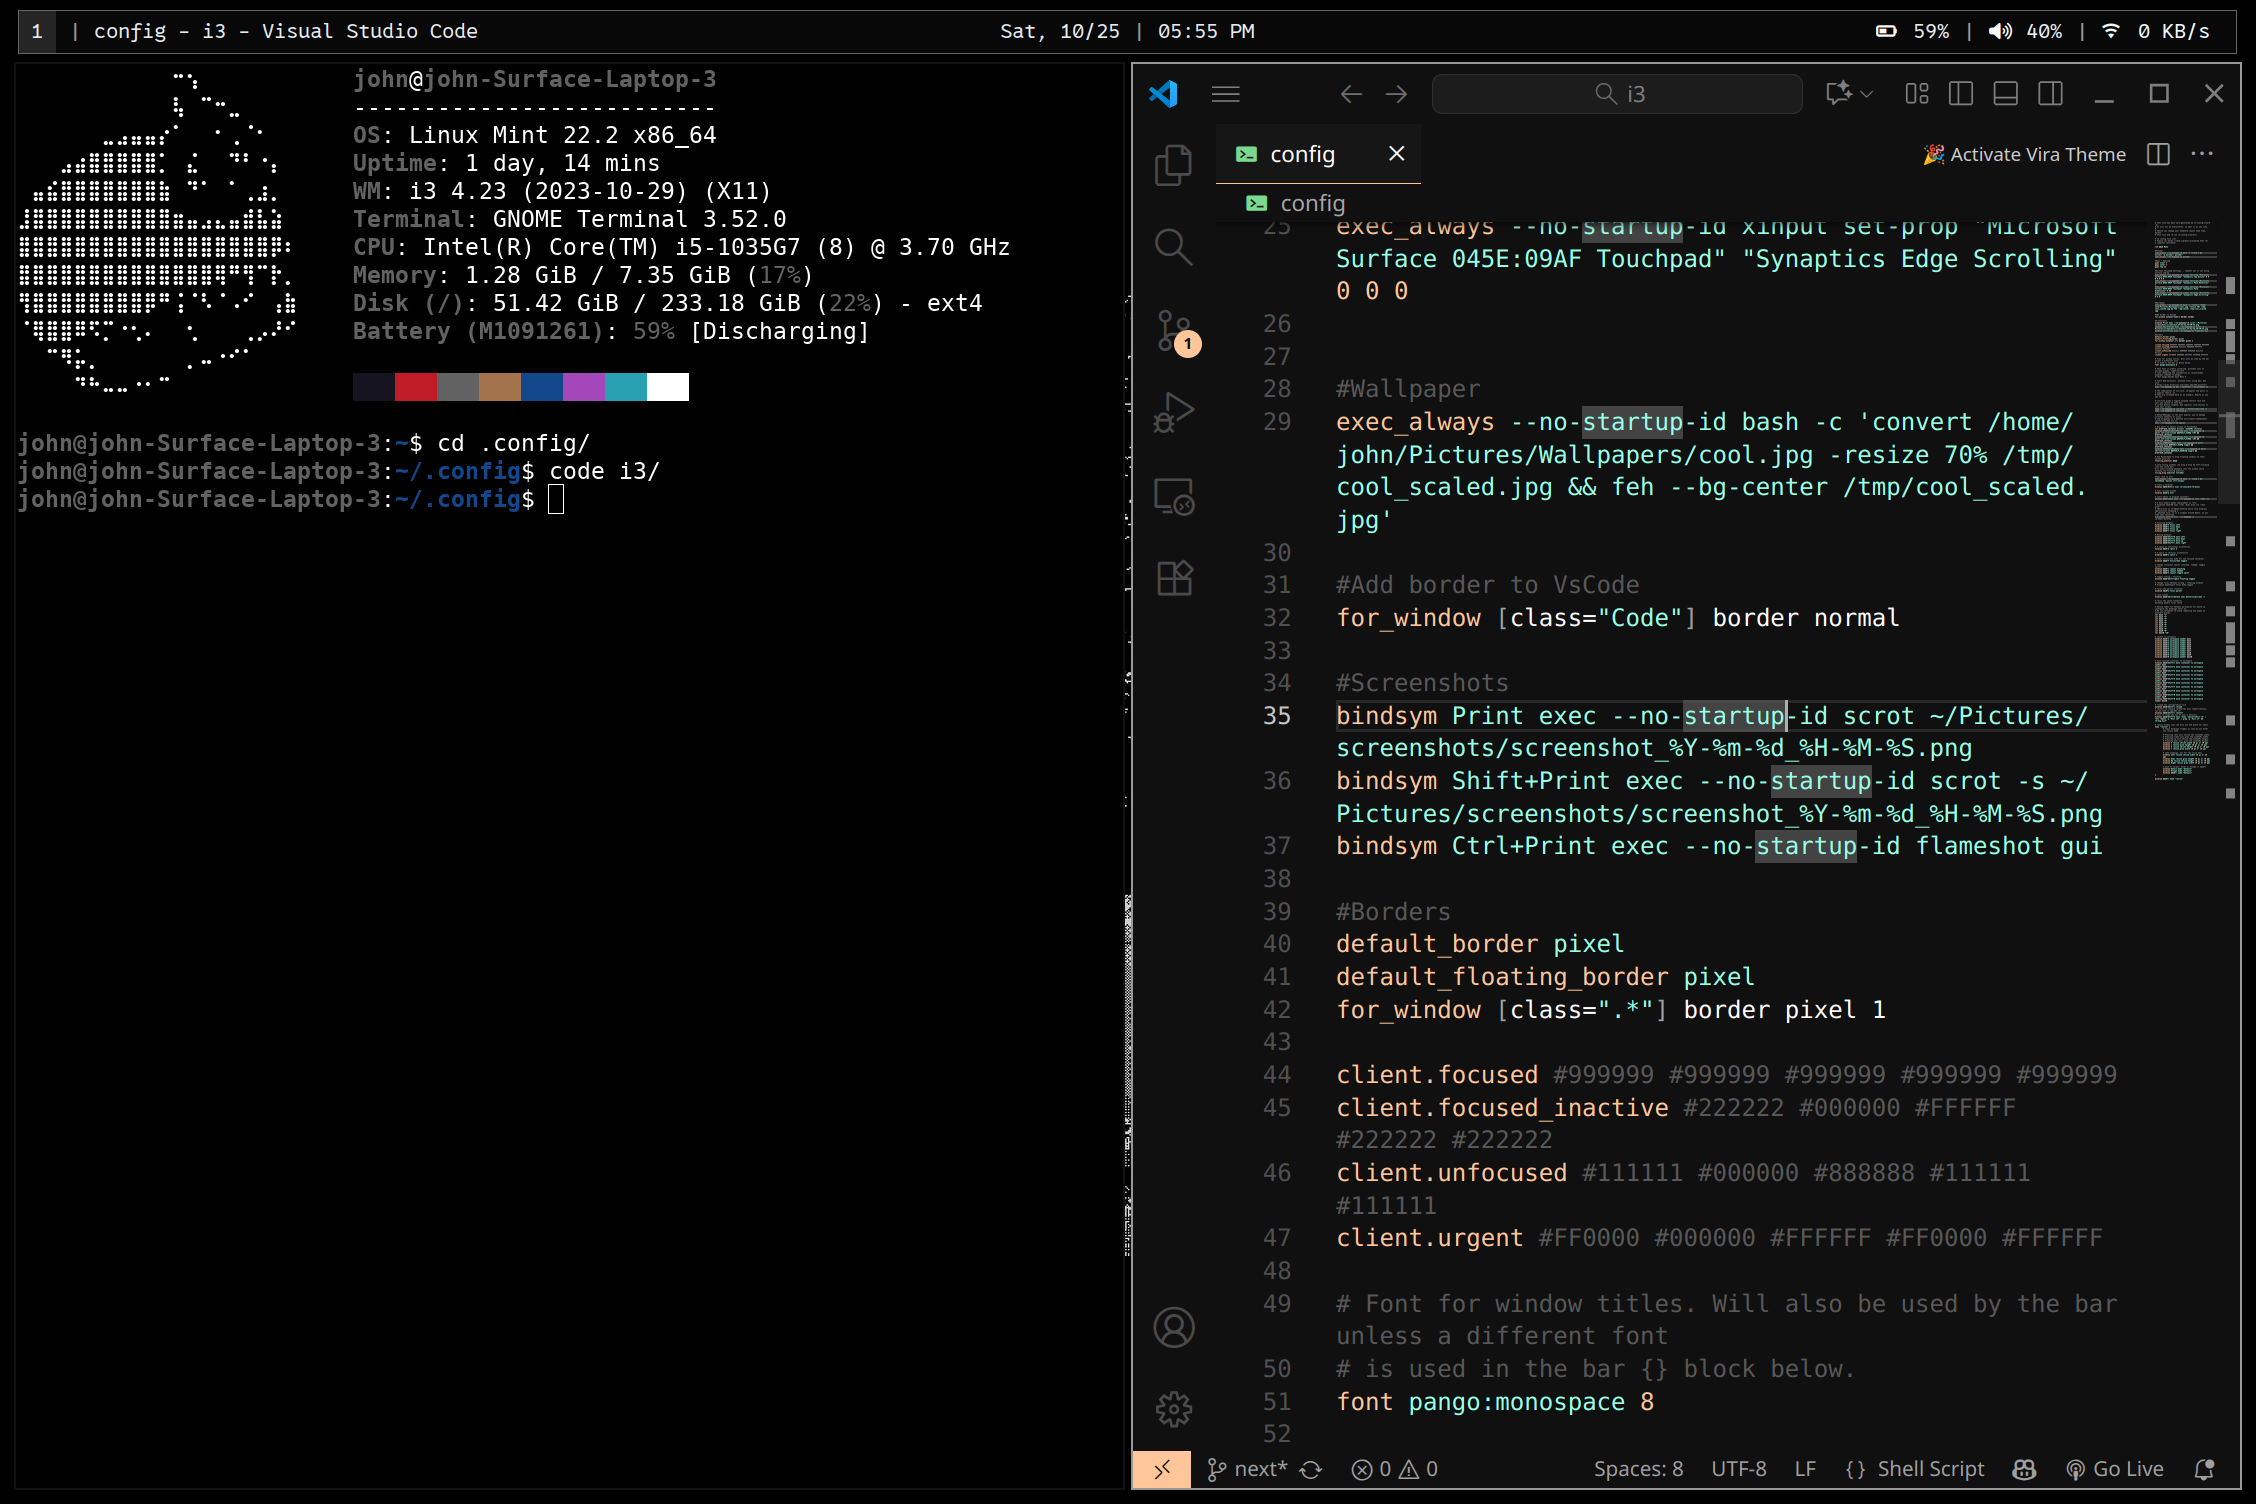 1 | config - i3 - Visual Studio Code
Sat, 10/25 | 05:55 PM
59% | 40% | 0 KB/s
john@john-Surface-Laptop-3
--------------------------
OS: Linux Mint 22.2 x86_64
Uptime: 1 day, 14 mins
WM: i3 4.23 (2023-10-29) (X11)
Terminal: GNOME Terminal 3.52.0
CPU: Intel(R) Core(TM) i5-1035G7 (8) @ 3.70 GHz
Memory: 1.28 GiB / 7.35 GiB (17%)
Disk (/): 51.42 GiB / 233.18 GiB (22%) - ext4
Battery (M1091261): 59% [Discharging]
john@john-Surface-Laptop-3:~$ cd .config/
john@john-Surface-Laptop-3:~/.config$ code i3/
john@john-Surface-Laptop-3:~/.config$
i3
config
Activate Vira Theme
config
1
25 exec_always --no-startup-id xinput set-prop "Microsoft
Surface 045E:09AF Touchpad" "Synaptics Edge Scrolling"
0 0 0
26
27
28 #Wallpaper
29 exec_always --no-startup-id bash -c 'convert /home/
john/Pictures/Wallpapers/cool.jpg -resize 70% /tmp/
cool_scaled.jpg && feh --bg-center /tmp/cool_scaled.
jpg'
30
31 #Add border to VsCode
32 for_window [class="Code"] border normal
33
34 #Screenshots
35 bindsym Print exec --no-startup-id scrot ~/Pictures/
screenshots/screenshot_%Y-%m-%d_%H-%M-%S.png
36 bindsym Shift+Print exec --no-startup-id scrot -s ~/
Pictures/screenshots/screenshot_%Y-%m-%d_%H-%M-%S.png
37 bindsym Ctrl+Print exec --no-startup-id flameshot gui
38
39 #Borders
40 default_border pixel
41 default_floating_border pixel
42 for_window [class=".*"] border pixel 1
43
44 client.focused #999999 #999999 #999999 #999999 #999999
45 client.focused_inactive #222222 #000000 #FFFFFF
#222222 #222222
46 client.unfocused #111111 #000000 #888888 #111111
#111111
47 client.urgent #FF0000 #000000 #FFFFFF #FF0000 #FFFFFF
48
49 # Font for window titles. Will also be used by the bar
unless a different font
50 # is used in the bar {} block below.
51 font pango:monospace 8
52
next* 0 0 Spaces: 8 UTF-8 LF {} Shell Script Go Live